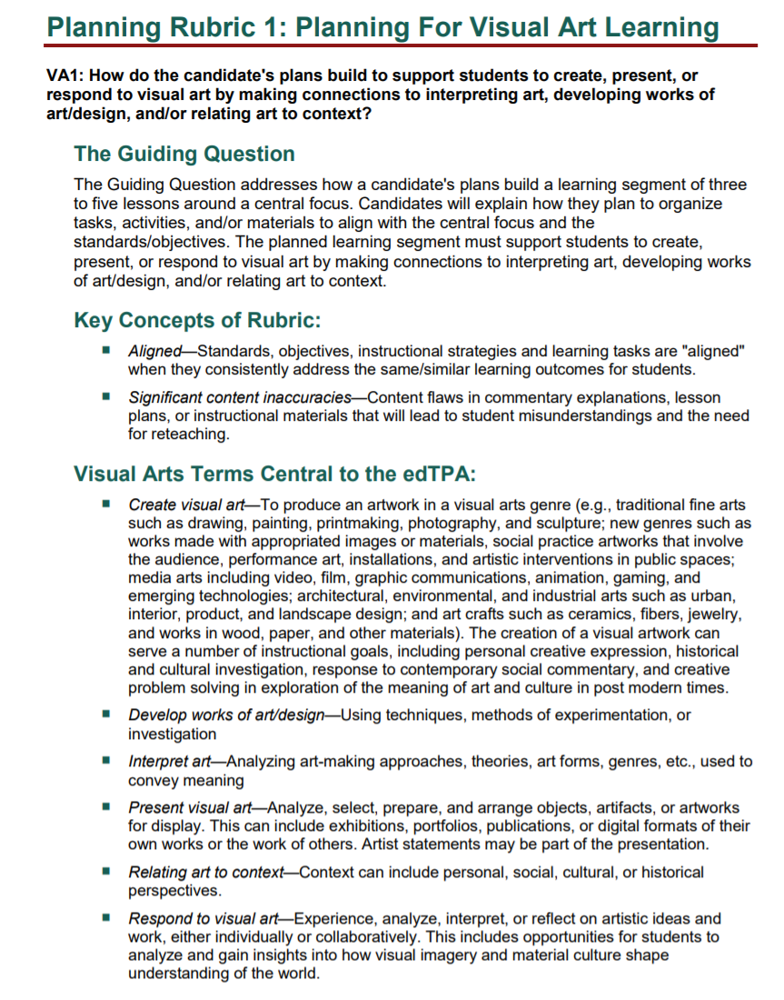 Planning Rubric 1: Planning For Visual Art Learning
VA1: How do the candidate's plans build to support students to create, present, or
respond to visual art by making connections to interpreting art, developing works of
art/design, and/or relating art to context?
The Guiding Question
The Guiding Question addresses how a candidate's plans build a learning segment of three
to five lessons around a central focus. Candidates will explain how they plan to organize
tasks, activities, and/or materials to align with the central focus and the
standards/objectives. The planned learning segment must support students to create,
present, or respond to visual art by making connections to interpreting art, developing works
of art/design, and/or relating art to context.
Key Concepts of Rubric:
▪ Aligned—Standards, objectives, instructional strategies and learning tasks are "aligned"
when they consistently address the same/similar learning outcomes for students.
▪ Significant content inaccuracies—Content flaws in commentary explanations, lesson
plans, or instructional materials that will lead to student misunderstandings and the need
for reteaching.
Visual Arts Terms Central to the edTPA:
▪ Create visual art—To produce an artwork in a visual arts genre (e.g., traditional fine arts
such as drawing, painting, printmaking, photography, and sculpture; new genres such as
works made with appropriated images or materials, social practice artworks that involve
the audience, performance art, installations, and artistic interventions in public spaces;
media arts including video, film, graphic communications, animation, gaming, and
emerging technologies; architectural, environmental, and industrial arts such as urban,
interior, product, and landscape design; and art crafts such as ceramics, fibers, jewelry,
and works in wood, paper, and other materials). The creation of a visual artwork can
serve a number of instructional goals, including personal creative expression, historical
and cultural investigation, response to contemporary social commentary, and creative
problem solving in exploration of the meaning of art and culture in post modern times.
▪ Develop works of art/design—Using techniques, methods of experimentation, or
investigation
▪ Interpret art—Analyzing art-making approaches, theories, art forms, genres, etc., used to
convey meaning
▪ Present visual art—Analyze, select, prepare, and arrange objects, artifacts, or artworks
for display. This can include exhibitions, portfolios, publications, or digital formats of their
own works or the work of others. Artist statements may be part of the presentation.
▪ Relating art to context—Context can include personal, social, cultural, or historical
perspectives.
▪ Respond to visual art—Experience, analyze, interpret, or reflect on artistic ideas and
work, either individually or collaboratively. This includes opportunities for students to
analyze and gain insights into how visual imagery and material culture shape
understanding of the world.